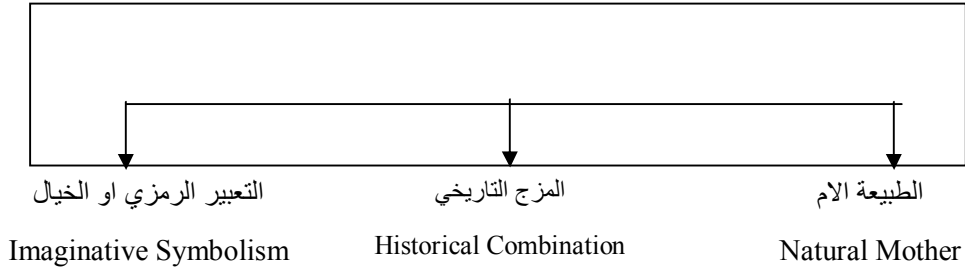 الطبيعة الام
المزج التاريخي
التعبير الرمزي او الخيال
Natural Mother
Historical Combination
Imaginative Symbolism